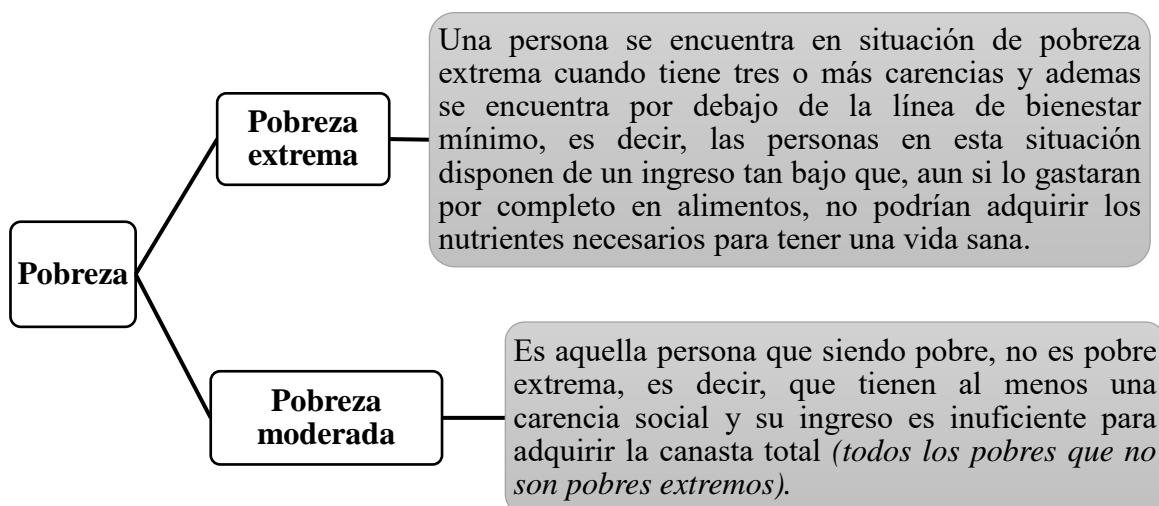 Una persona se encuentra en situación de pobreza
extrema cuando tiene tres o más carencias y ademas
se encuentra por debajo de la línea de bienestar
mínimo, es decir, las personas en esta situación
disponen de un ingreso tan bajo que, aun si lo gastaran
por completo en alimentos, no podrían adquirir los
nutrientes necesarios para tener una vida sana.
Pobreza
extrema
Pobreza
Es aquella persona que siendo pobre, no es pobre
extrema, es decir, que tienen al menos una
carencia social y su ingreso es inuficiente para
adquirir la canasta total (todos los pobres que no
son pobres extremos).
Pobreza
moderada